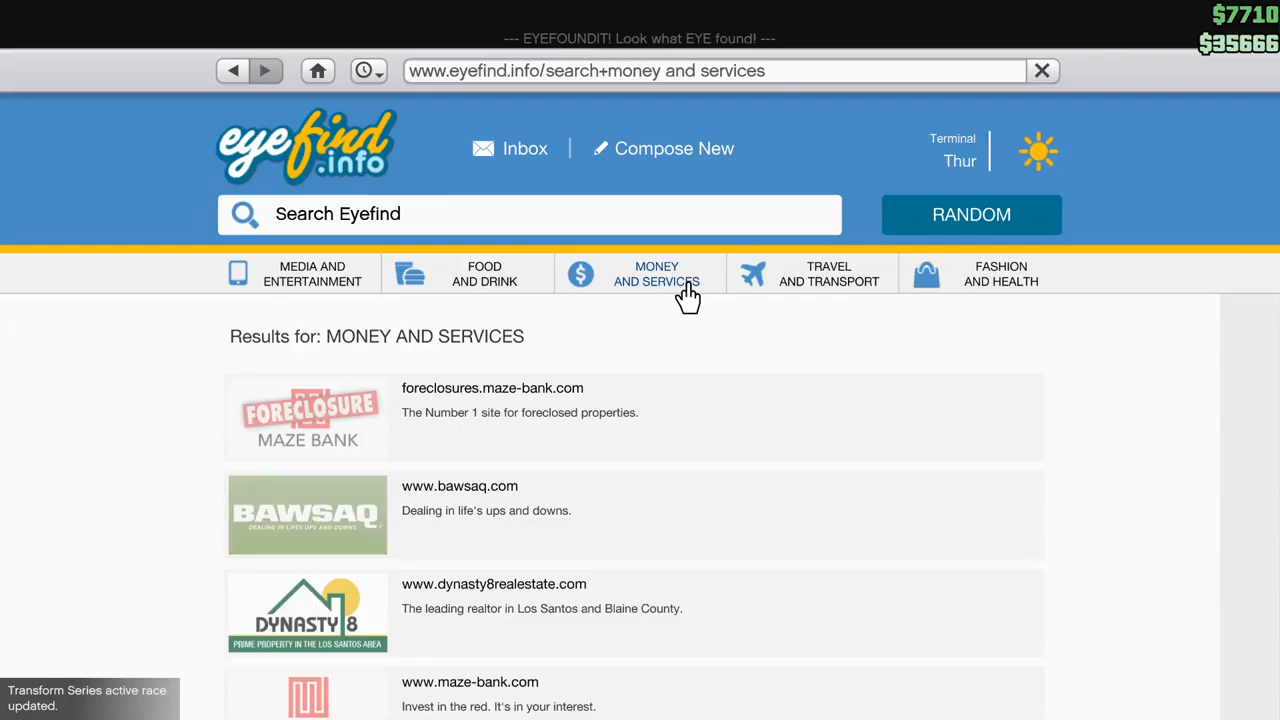 $7710
$35666
--- EYEFOUNDIT! Look what EYE found! ---
www.eyefind.info/search+money and services
eyefind
.info
Inbox
Compose New
Terminal
Thur
Search Eyefind
RANDOM
MEDIA AND
ENTERTAINMENT
FOOD
AND DRINK
MONEY
AND SERVICES
TRAVEL
AND TRANSPORT
FASHION
AND HEALTH
Results for: MONEY AND SERVICES
FORECLOSURE
MAZE BANK
foreclosures.maze-bank.com
The Number 1 site for foreclosed properties.
BAWSAQ
DEALING IN LIFE'S UPS AND DOWNS
www.bawsaq.com
Dealing in life's ups and downs.
DYNASTY 8
PRIME PROPERTY IN THE LOS SANTOS AREA
www.dynasty8realestate.com
The leading realtor in Los Santos and Blaine County.
www.maze-bank.com
Invest in the red. It's in your interest.
Transform Series active race
updated.